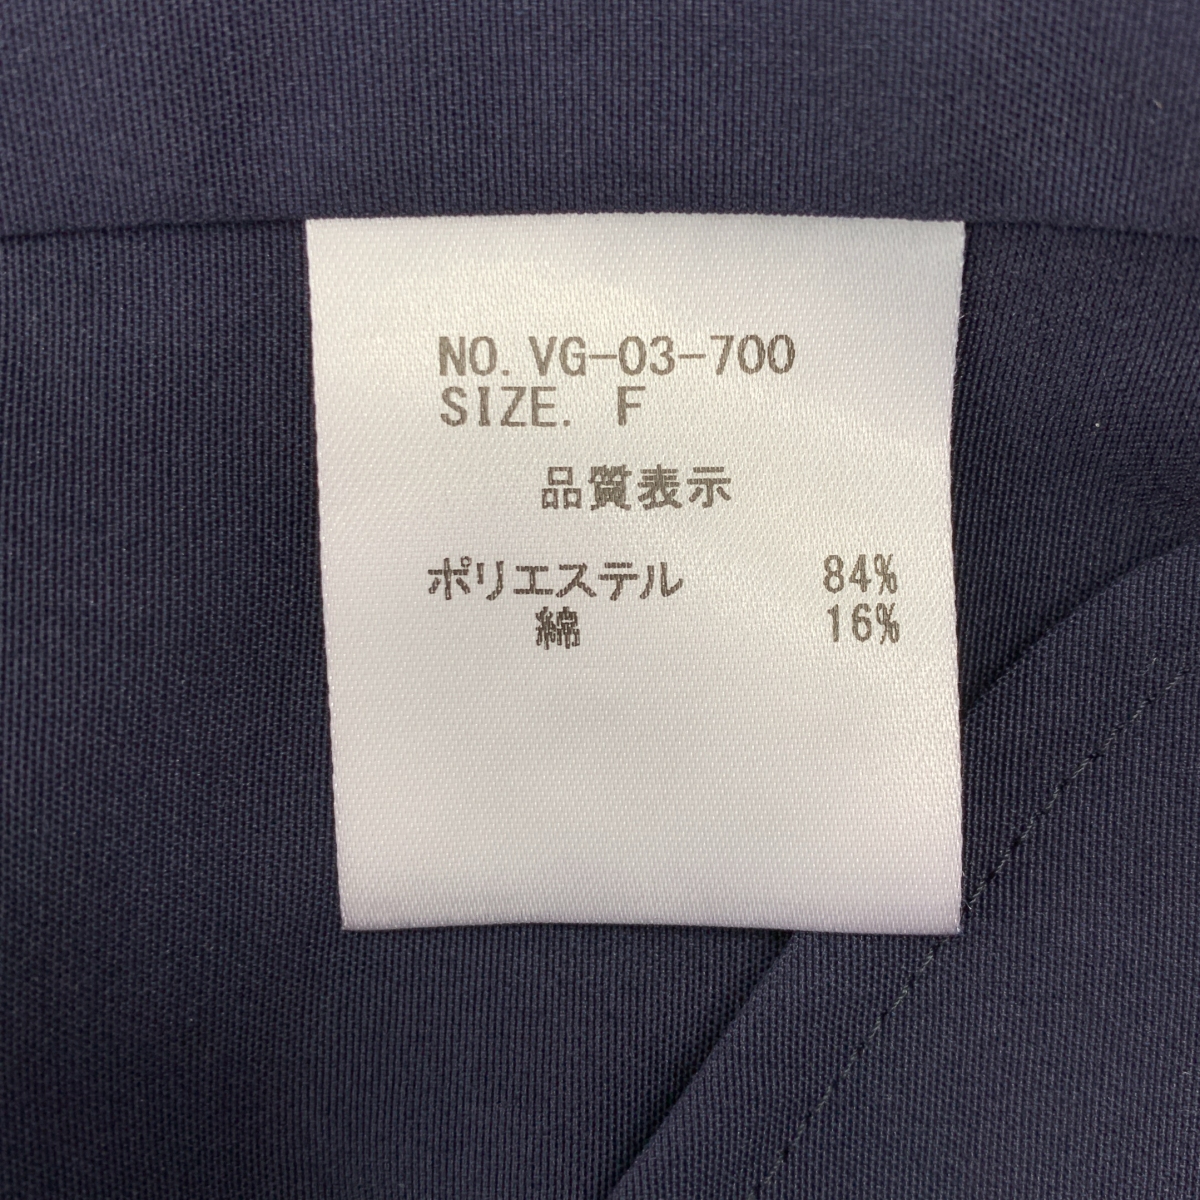 NO. VG-03-700
SIZE. F
品質表示
ポリエステル 84%
綿 16%